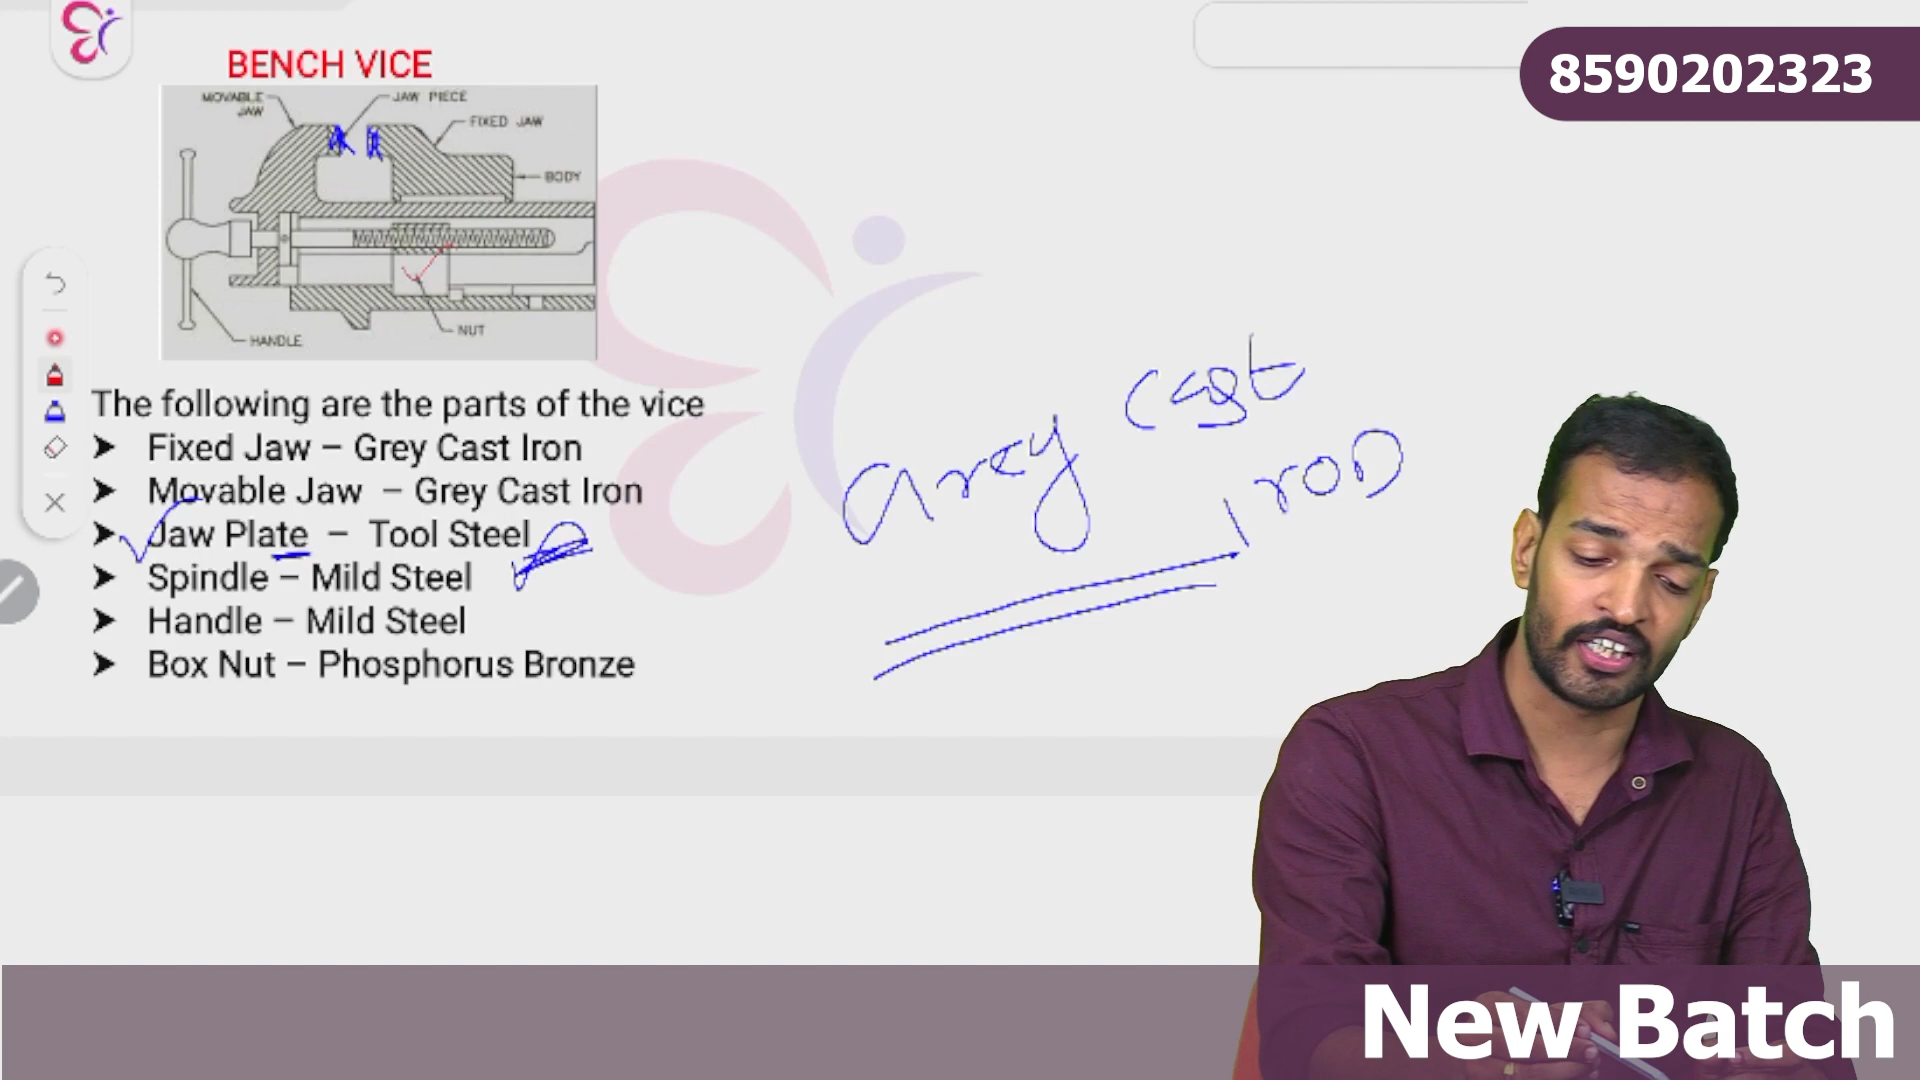 8590202323
BENCH VICE
MOVABLE JAW
JAW PIECE
FIXED JAW
BODY
NUT
HANDLE
The following are the parts of the vice
➤ Fixed Jaw – Grey Cast Iron
➤ Movable Jaw – Grey Cast Iron
➤ Jaw Plate – Tool Steel
➤ Spindle – Mild Steel
➤ Handle – Mild Steel
➤ Box Nut – Phosphorus Bronze
Grey cast
Iron
New Batch